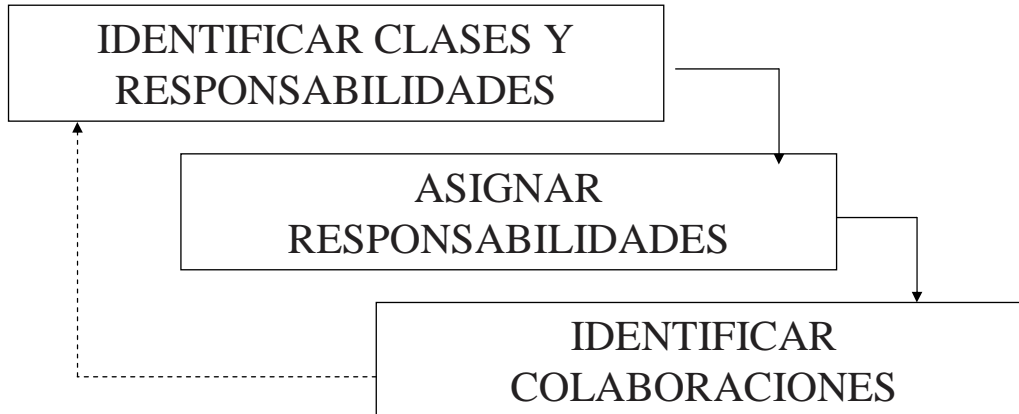 IDENTIFICAR CLASES Y
RESPONSABILIDADES
ASIGNAR
RESPONSABILIDADES
IDENTIFICAR
COLABORACIONES